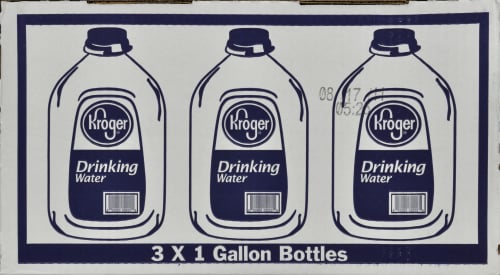 Kroger
Drinking
Water
Kroger
Drinking
Water
Kroger
Drinking
Water
3 X 1 Gallon Bottles